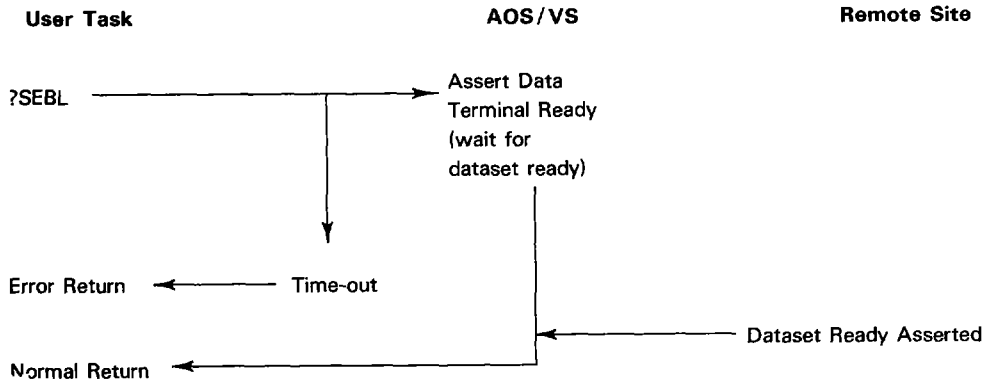 User Task
AOS/VS
Remote Site
?SEBL
Assert Data
Terminal Ready
(wait for
dataset ready)
Error Return
Time-out
Dataset Ready Asserted
Normal Return